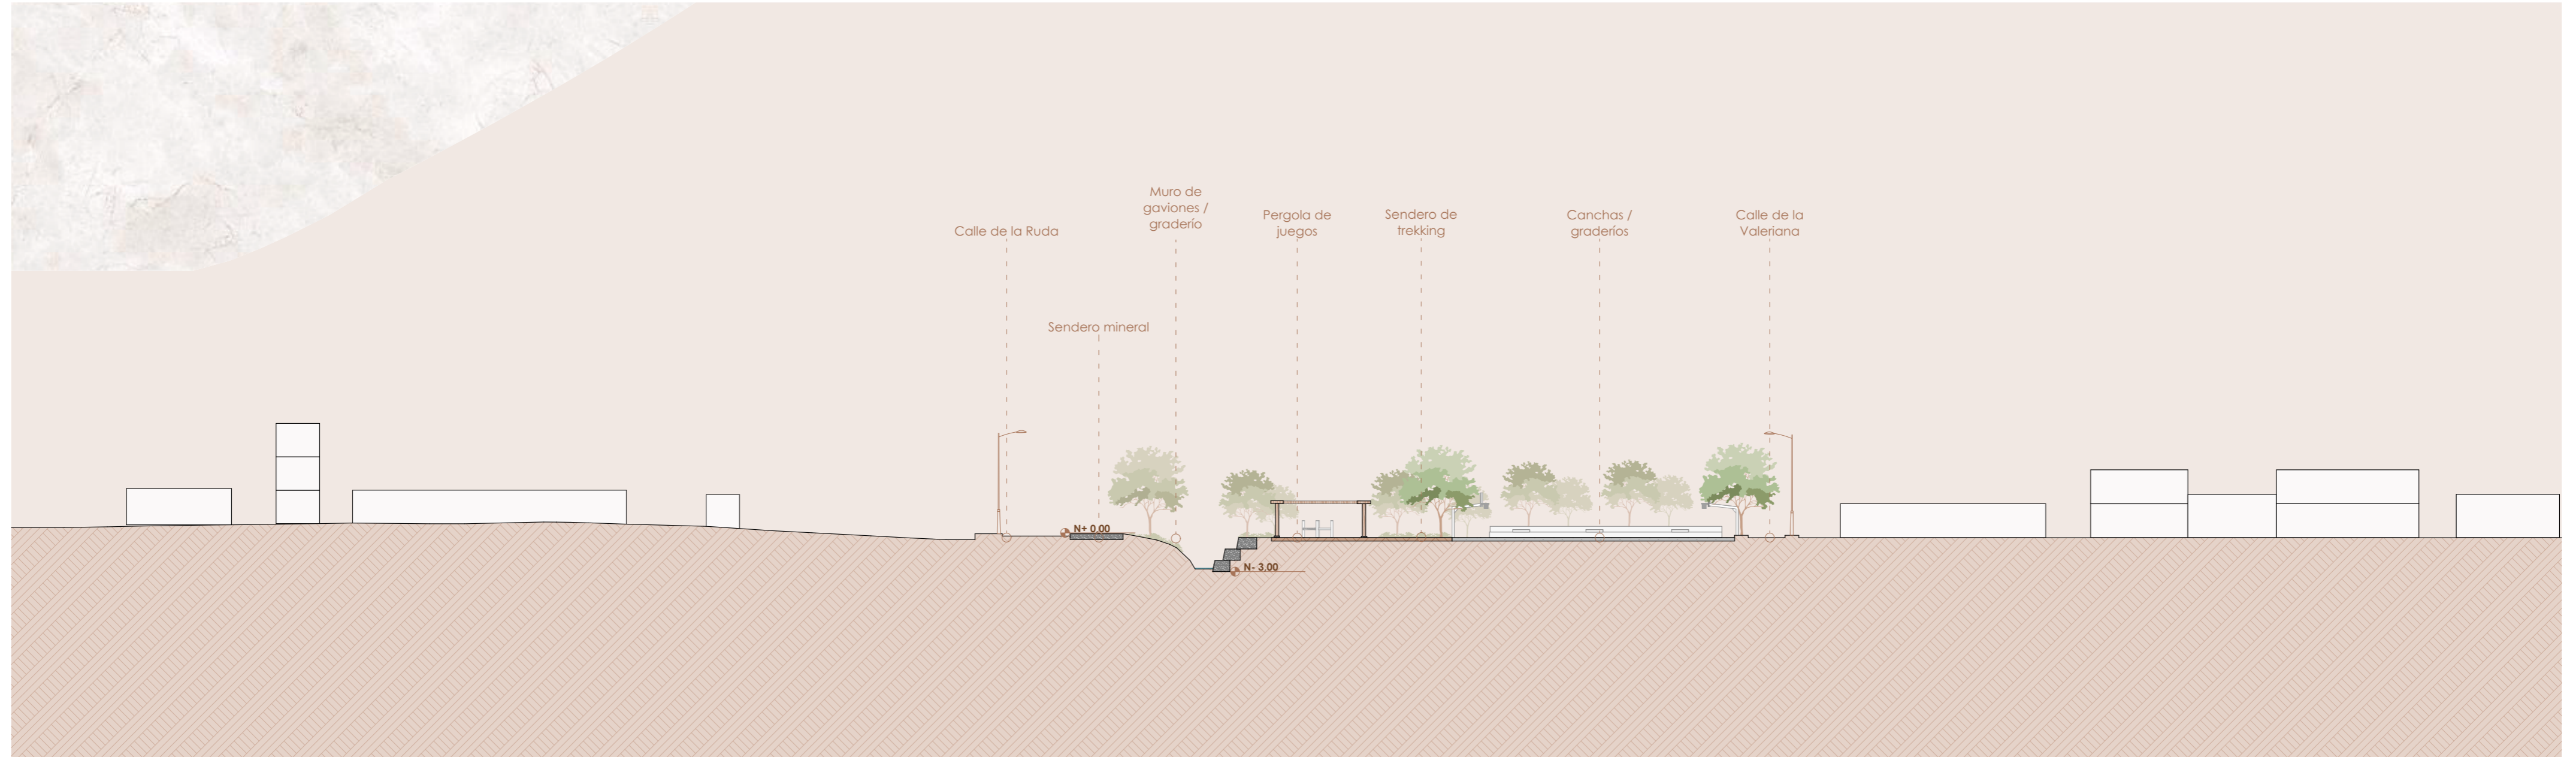 Muro de
gaviones /
graderío
Calle de la Ruda
Pergola de
juegos
Sendero de
trekking
Canchas /
graderíos
Calle de la
Valeriana
Sendero mineral
N+ 0.00
N- 3.00